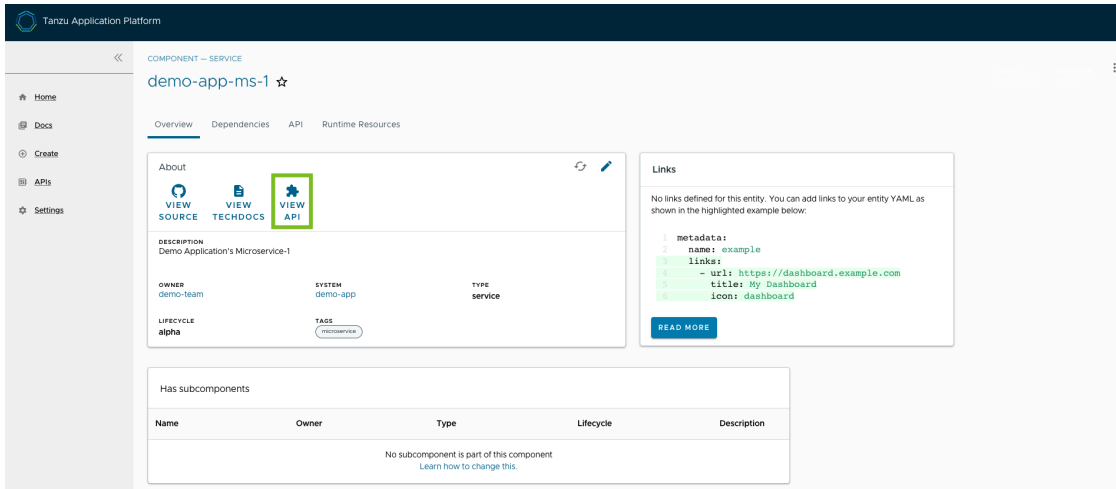 Tanzu Application Platform
COMPONENT — SERVICE
demo-app-ms-1 ☆
Home
Docs
Create
APIs
Settings
Overview Dependencies API Runtime Resources
About
VIEW SOURCE
VIEW TECHDOCS
VIEW API
DESCRIPTION
Demo Application's Microservice-1
OWNER SYSTEM TYPE
demo-team demo-app service
LIFECYCLE TAGS
alpha microservice
Links
No links defined for this entity. You can add links to your entity YAML as
shown in the highlighted example below:
1 metadata:
2 name: example
3 links:
4 - url: https://dashboard.example.com
5 title: My Dashboard
6 icon: dashboard
READ MORE
Has subcomponents
Name Owner Type Lifecycle Description
No subcomponent is part of this component
Learn how to change this.